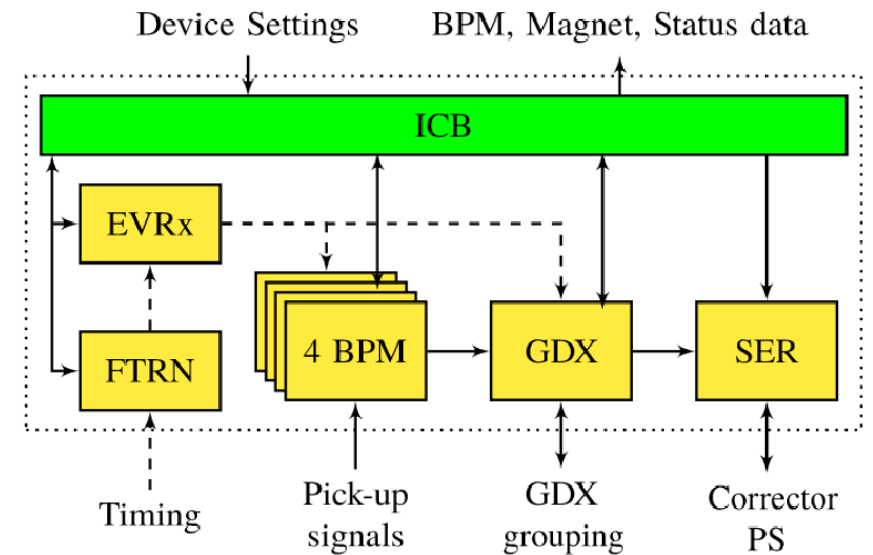 Device Settings
BPM, Magnet, Status data
ICB
EVRx
FTRN
4 BPM
GDX
SER
Timing
Pick-up
signals
GDX
grouping
Corrector
PS